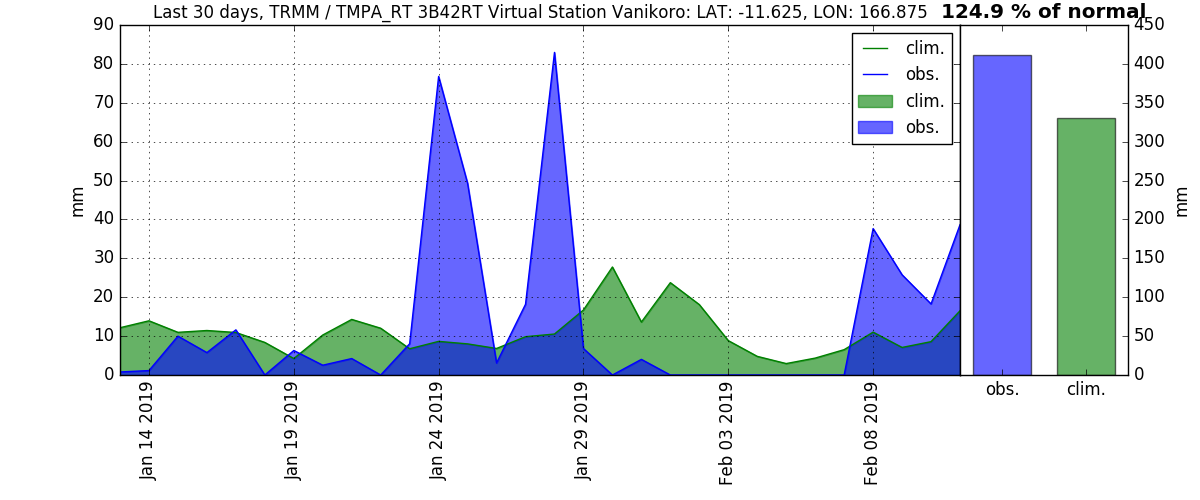 Last 30 days, TRMM / TMPA_RT 3B42RT Virtual Station Vanikoro: LAT: -11.625, LON: 166.875 124.9 % of normal
90
80
70
60
50
40
30
20
10
0
mm
clim.
obs.
clim.
obs.
Jan 14 2019
Jan 19 2019
Jan 24 2019
Jan 29 2019
Feb 03 2019
Feb 08 2019
450
400
350
300
250
200
150
100
50
0
mm
obs. clim.